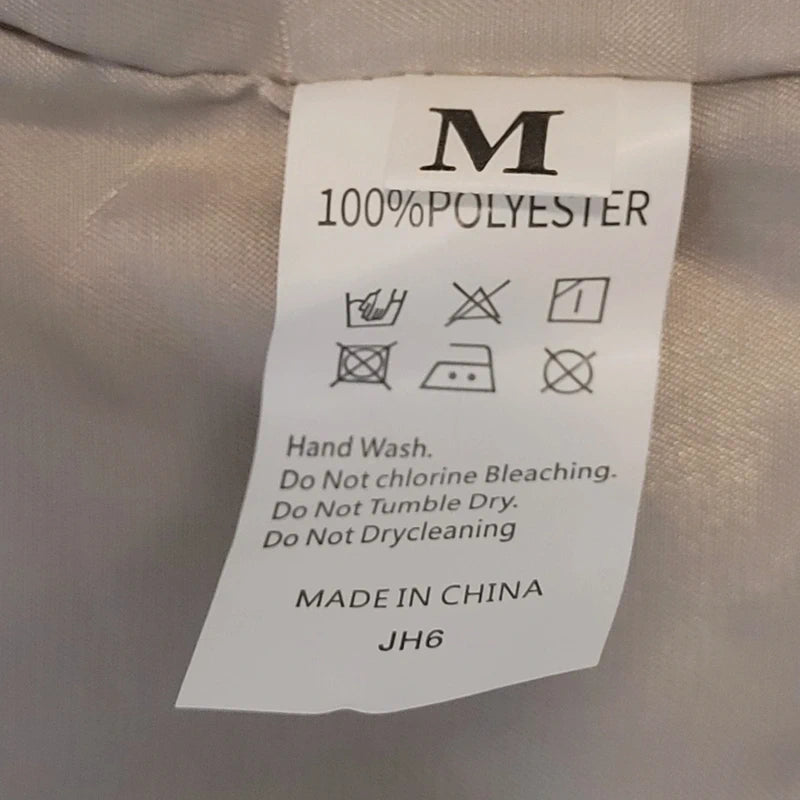 M
100%POLYESTER
Hand Wash.
Do Not chlorine Bleaching.
Do Not Tumble Dry.
Do Not Drycleaning
MADE IN CHINA
JH6